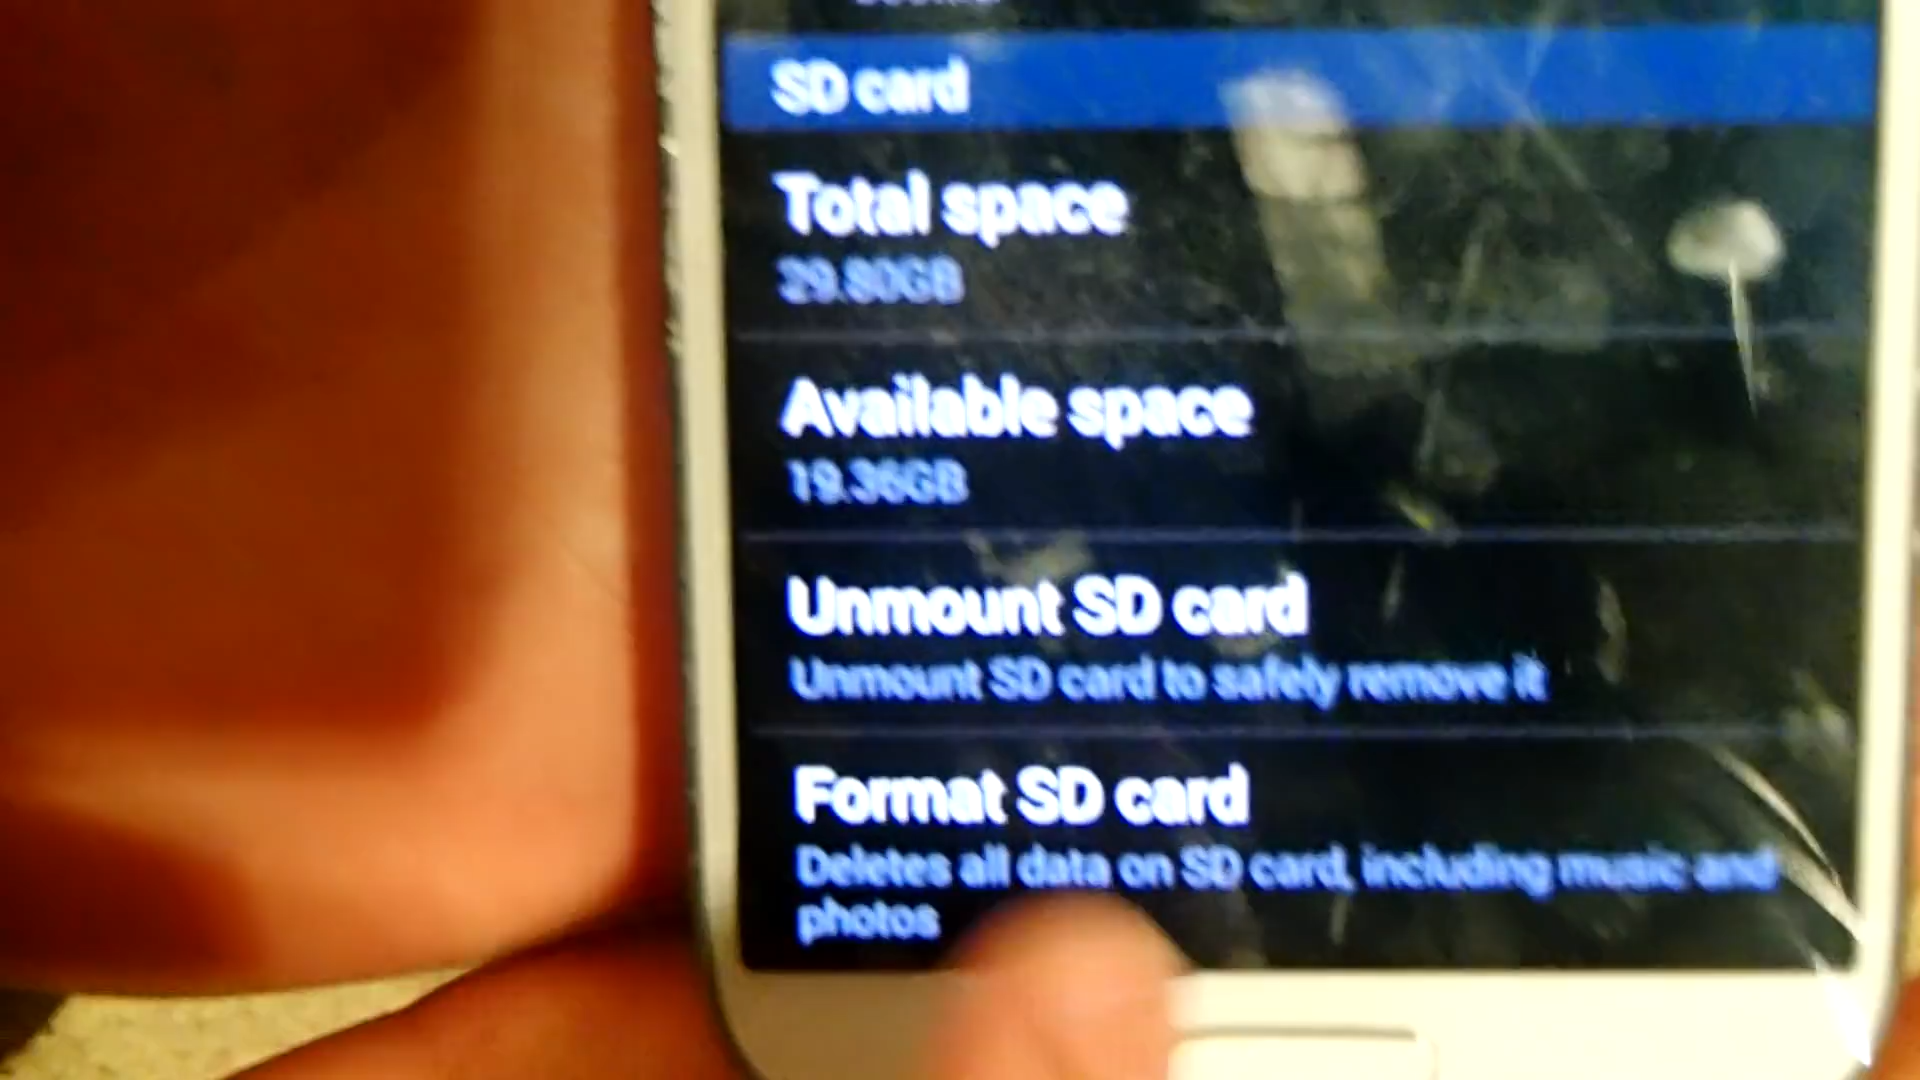 SD card
Total space
29.80GB
Available space
19.36GB
Unmount SD card
Unmount SD card to safely remove it
Format SD card
Deletes all data on SD card, including music and
photos